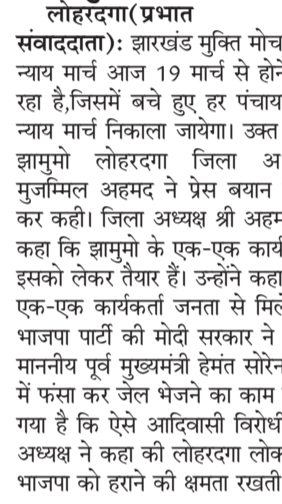 लोहरदगा(प्रभात
संवाददाता): झारखंड मुक्ति मोच
न्याय मार्च आज 19 मार्च से होने
रहा है,जिसमें बचे हुए हर पंचाय
न्याय मार्च निकाला जायेगा। उक्त
झामुमो लोहरदगा जिला अ
मुजम्मिल अहमद ने प्रेस बयान
कर कही। जिला अध्यक्ष श्री अहम
कहा कि झामुमो के एक-एक कार्य
इसको लेकर तैयार हैं। उन्होंने कहा
एक-एक कार्यकर्ता जनता से मिल
भाजपा पार्टी की मोदी सरकार ने
माननीय पूर्व मुख्यमंत्री हेमंत सोरेन
में फंसा कर जेल भेजने का काम
गया है कि ऐसे आदिवासी विरोधी
अध्यक्ष ने कहा की लोहरदगा लोक
भाजपा को हराने की क्षमता रखती